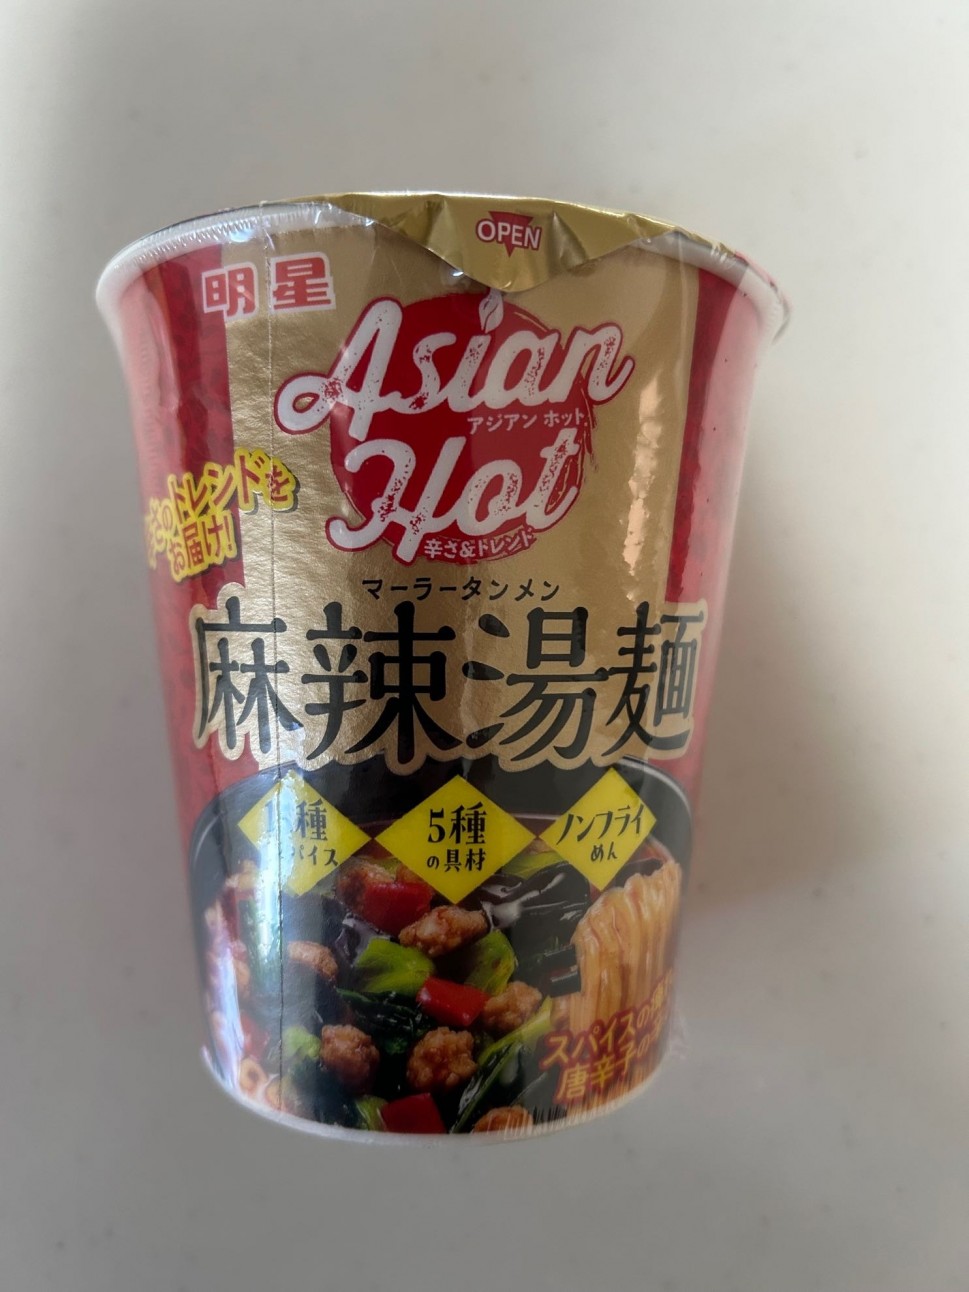 OPEN
明星
Asian
アジアン ホット
Hot
辛さ&トレンド
のトレンドを
お届け!
マーラータンメン
麻辣湯麺
種
パイス
5種
の具材
ノンフライ
めん
スパイスの
唐辛子の